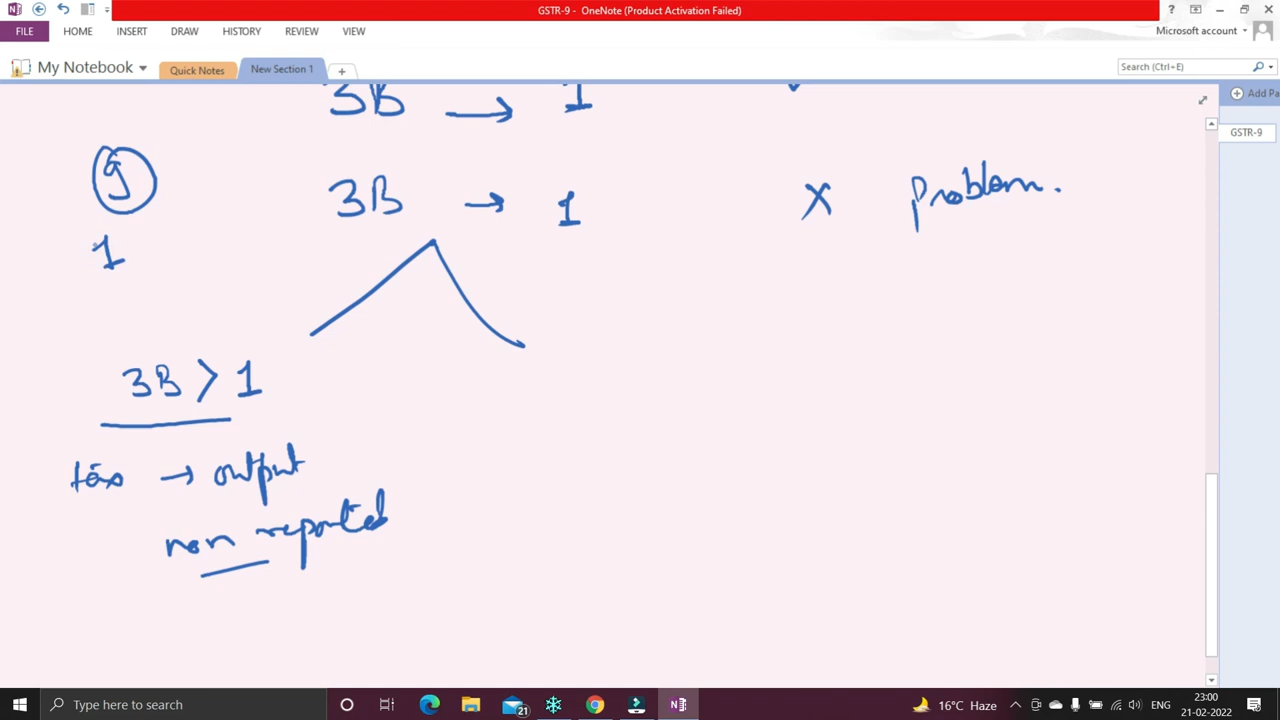 GSTR-9 - OneNote (Product Activation Failed)
FILE HOME INSERT DRAW HISTORY REVIEW VIEW
Microsoft account
My Notebook
Quick Notes
New Section 1
Search (Ctrl+E)
Add Pa
GSTR-9
3B → 1
9
3B → 1 X Problem.
1
3B > 1
→ output
non reported
Type here to search
21
16°C Haze
ENG
23:00
21-02-2022